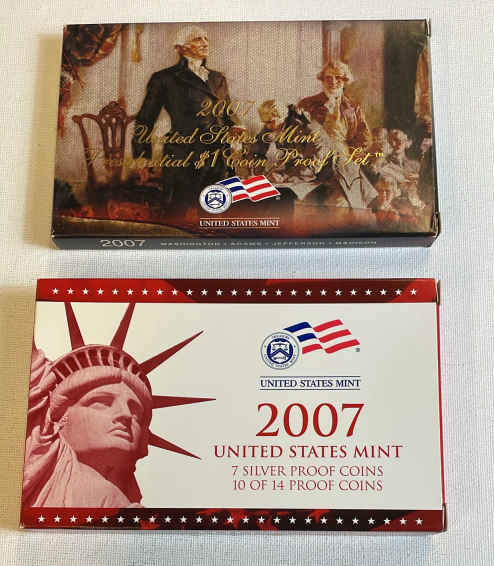 2007
United States Mint
Presidential $1 Coin Proof Set™
UNITED STATES MINT
2007 WASHINGTON • ADAMS • JEFFERSON • MADISON
UNITED STATES MINT
2007
UNITED STATES MINT
7 SILVER PROOF COINS
10 OF 14 PROOF COINS